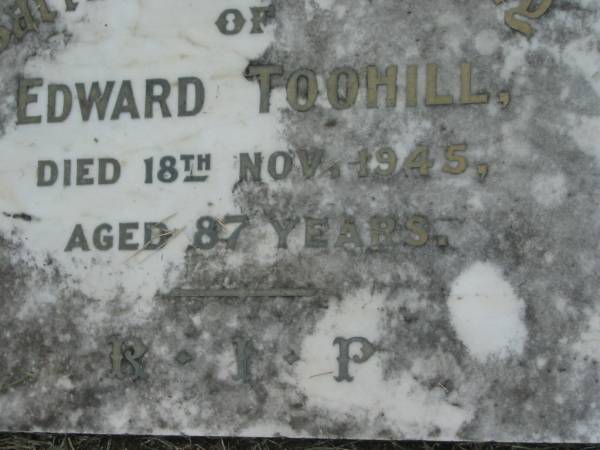 OF
EDWARD TOOHILL,
DIED 18TH NOV. 1945,
AGED 87 YEARS.
R·I·P